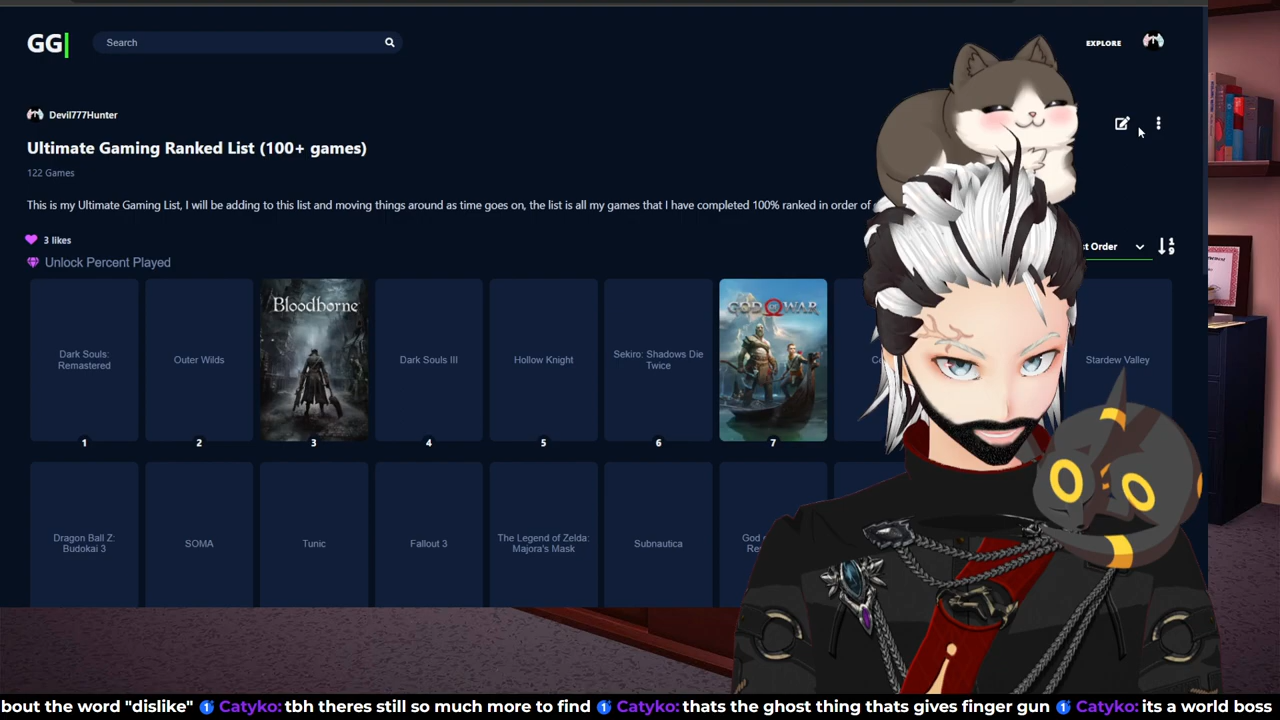 GG|
Search
EXPLORE
Devil777Hunter
Ultimate Gaming Ranked List (100+ games)
122 Games
This is my Ultimate Gaming List, I will be adding to this list and moving things around as time goes on, the list is all my games that I have completed 100% ranked in order of
3 likes
Order
Unlock Percent Played
Dark Souls:
Remastered
Outer Wilds
Bloodborne
Dark Souls III
Hollow Knight
Sekiro: Shadows Die
Twice
GOD OF WAR
Stardew Valley
1
2
3
4
5
6
7
Dragon Ball Z:
Budokai 3
SOMA
Tunic
Fallout 3
The Legend of Zelda:
Majora's Mask
Subnautica
God
bout the word "dislike" Catyko: tbh theres still so much more to find Catyko: thats the ghost thing thats gives finger gun Catyko: its a world boss